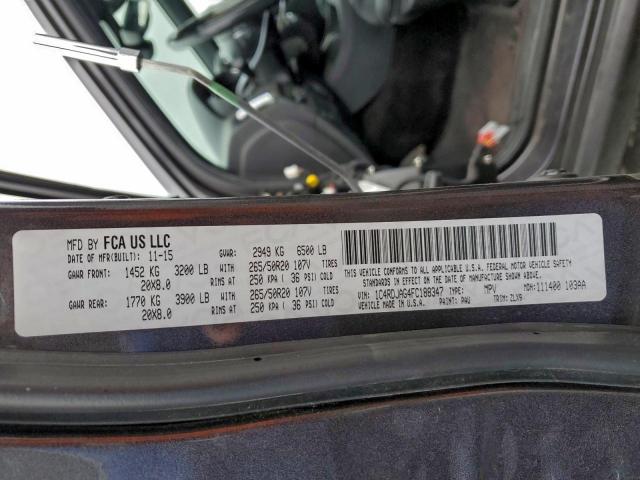 MFD BY FCA US LLC
DATE OF MFR(BUILT): 11-15 GVWR: 2949 KG 6500 LB
GAWR FRONT: 1452 KG 3200 LB WITH 265/50R20 107V TIRES
20X8.0 RIMS AT 250 KPA ( 36 PSI) COLD
GAWR REAR: 1770 KG 3900 LB WITH 265/50R20 107V TIRES
20X8.0 RIMS AT 250 KPA ( 36 PSI) COLD
THIS VEHICLE CONFORMS TO ALL APPLICABLE U.S.A. FEDERAL MOTOR VEHICLE SAFETY
STANDARDS IN EFFECT ON THE DATE OF MANUFACTURE SHOWN ABOVE
VIN: 1C4RDJAG4FC188347 TYPE: MPV MDH: 111400 103AA
VEHICLE MADE IN U.S.A. PAINT: PAU TRIM: ZLX9